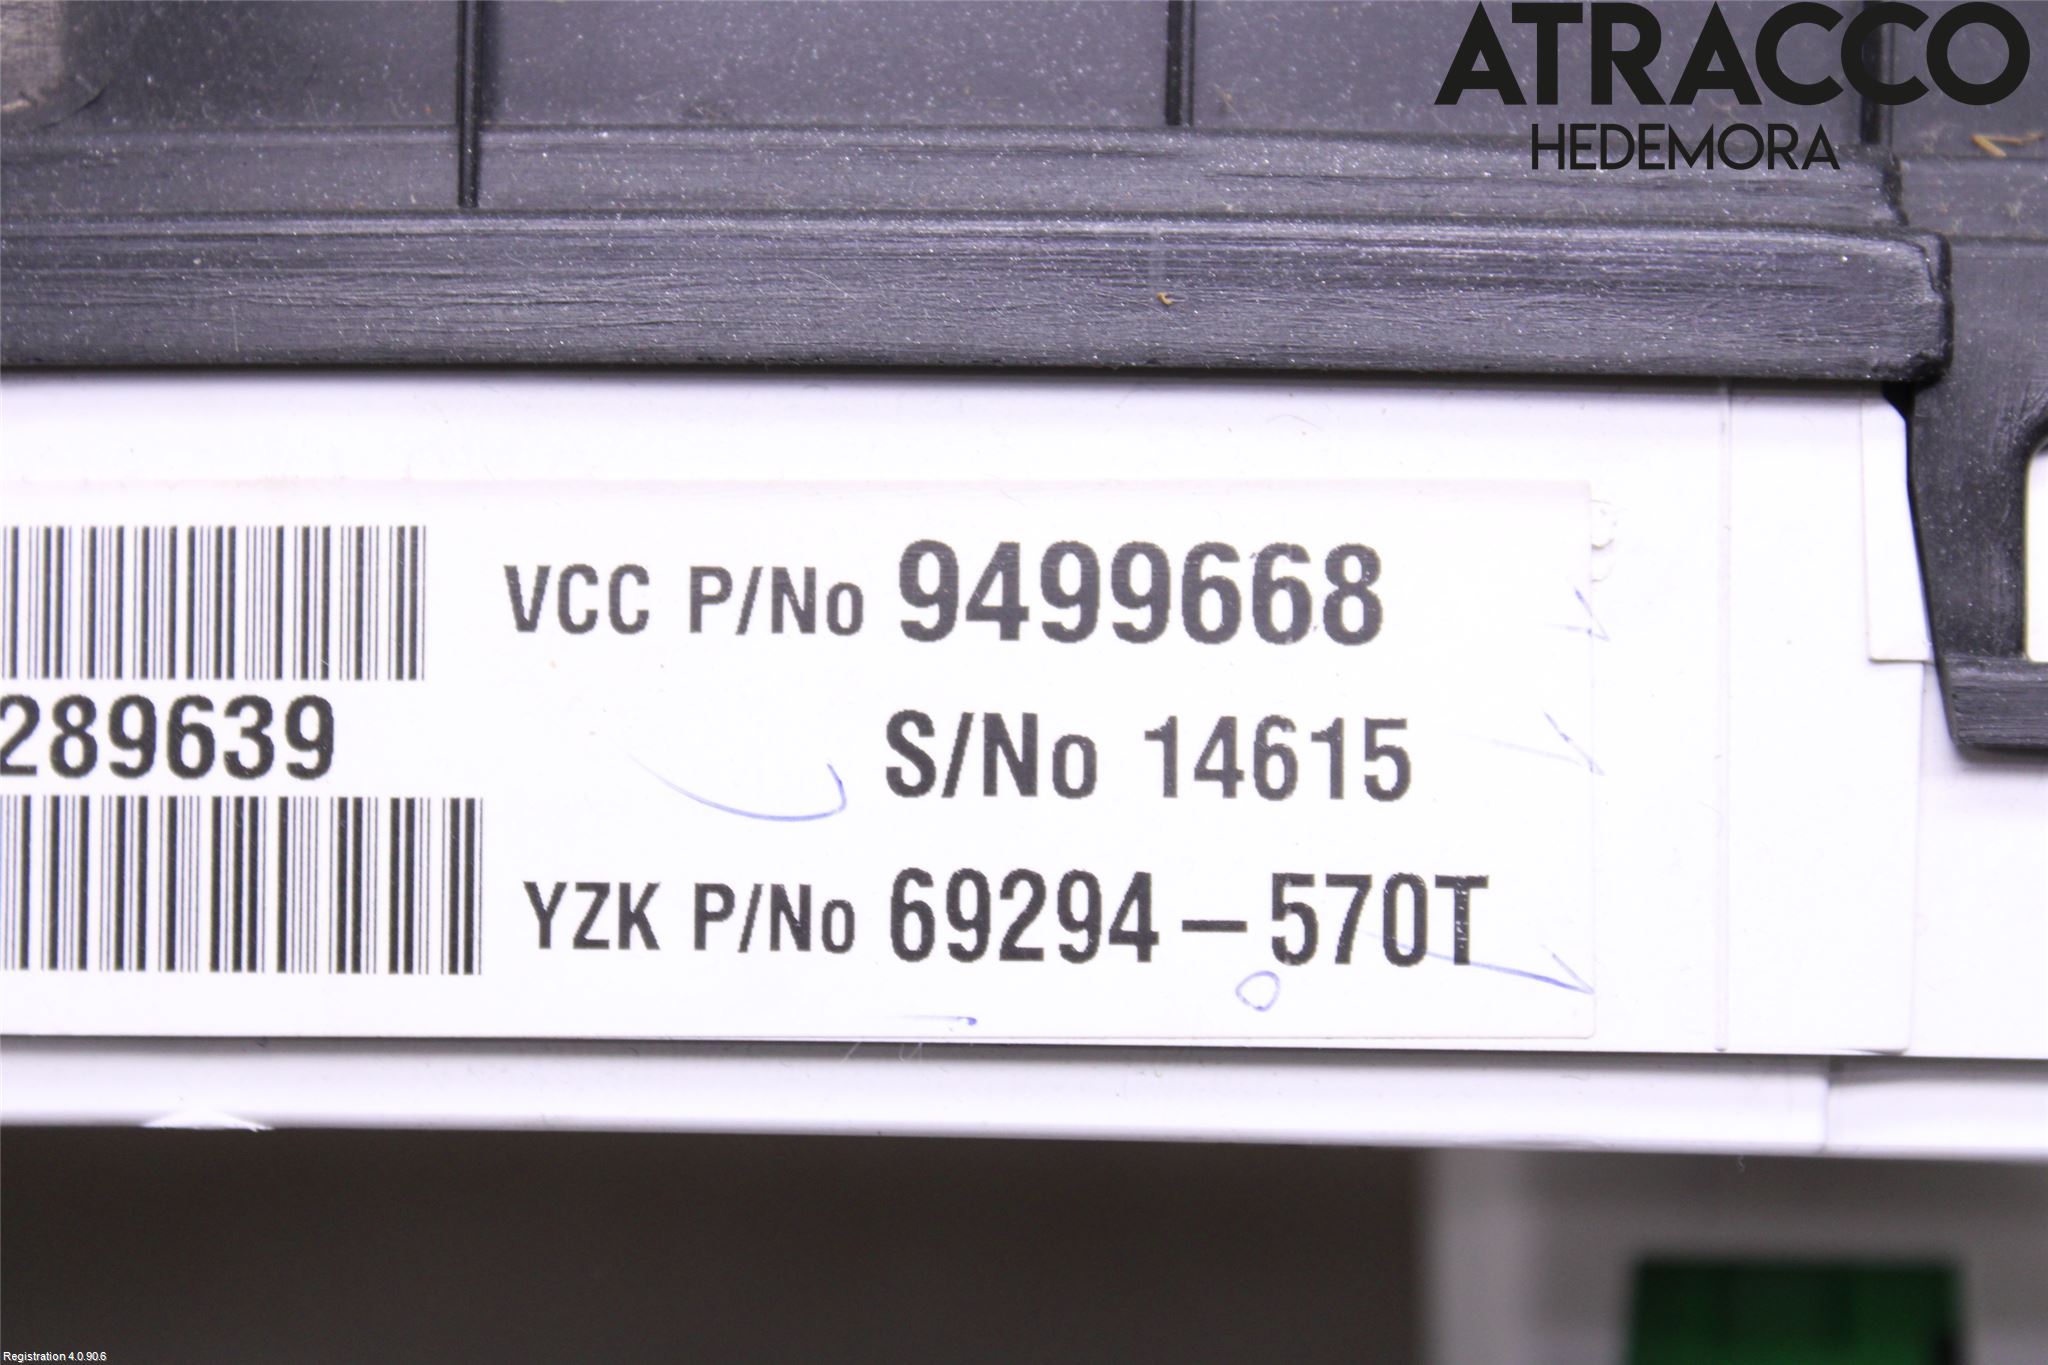 ATRACCO
HEDEMORA
VCC P/No 9499668
289639
S/No 14615
YZK P/No 69294-570T
Registration 4.0.90.6